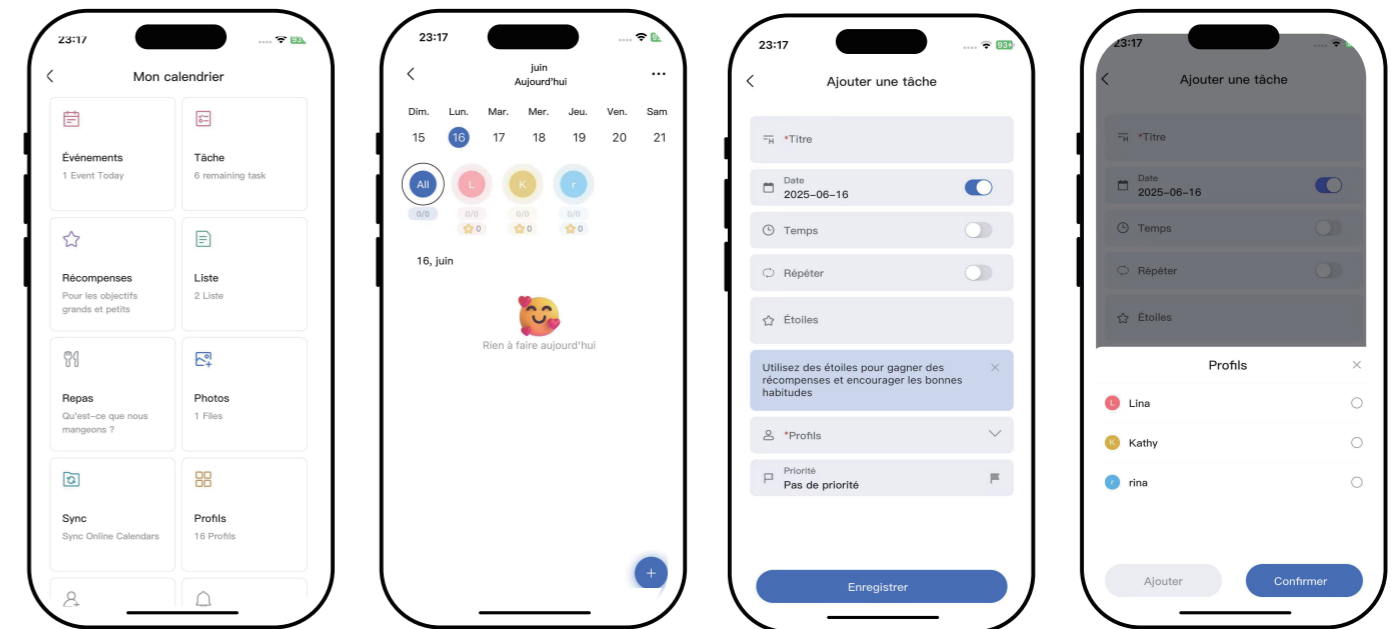 23:17
Mon calendrier
Événements
1 Event Today
Tâche
6 remaining task
Récompenses
Pour les objectifs
grands et petits
Liste
2 Liste
Repas
Qu'est-ce que nous
mangeons ?
Photos
1 Files
Sync
Sync Online Calendars
Profils
16 Profils
23:17
juin
Aujourd'hui
Dim. Lun. Mar. Mer. Jeu. Ven. Sam
15 16 17 18 19 20 21
All L K r
0/0 0/0 0/0 0/0
0 0 0
16, juin
Rien à faire aujourd'hui
23:17
Ajouter une tâche
*Titre
Date
2025-06-16
Temps
Répéter
Étoiles
Utilisez des étoiles pour gagner des
récompenses et encourager les bonnes
habitudes
*Profils
Priorité
Pas de priorité
Enregistrer
23:17
Ajouter une tâche
*Titre
Date
2025-06-16
Temps
Répéter
Étoiles
Profils
L Lina
K Kathy
r rina
Ajouter
Confirmer